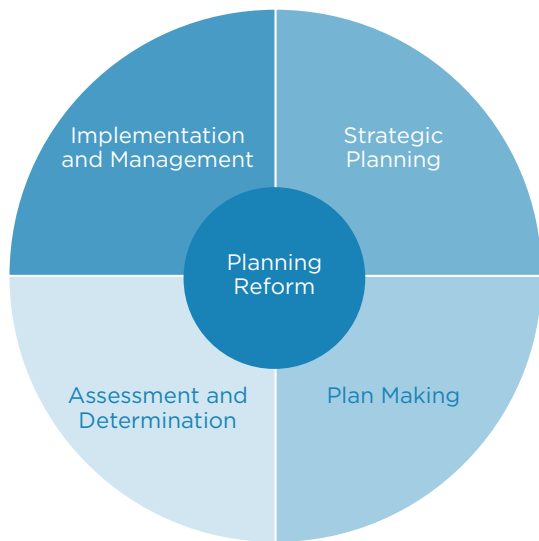 Implementation
and Management
Strategic
Planning
Planning
Reform
Assessment and
Determination
Plan Making